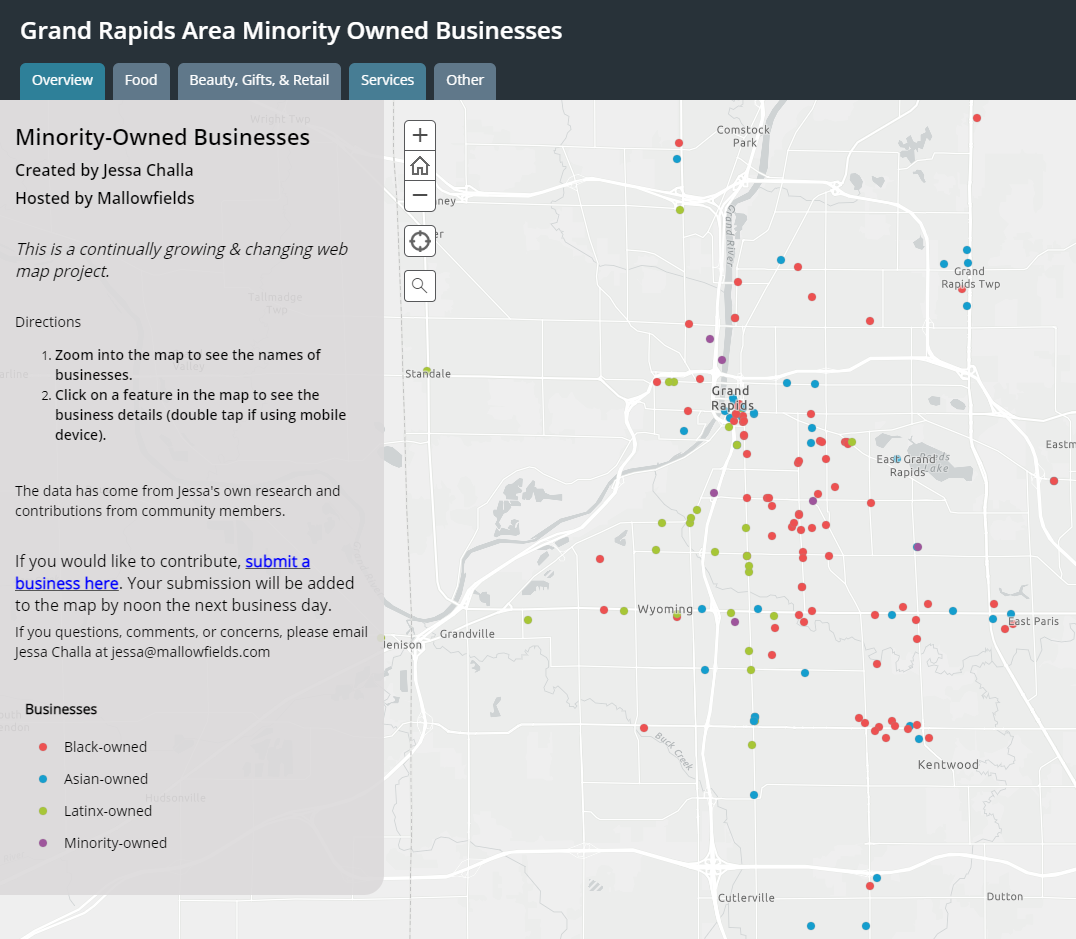 Grand Rapids Area Minority Owned Businesses
Overview
Food
Beauty, Gifts, & Retail
Services
Other
Minority-Owned Businesses
Created by Jessa Challa
Hosted by Mallowfields
This is a continually growing & changing web
map project.
Directions
1. Zoom into the map to see the names of
businesses.
2. Click on a feature in the map to see the
business details (double tap if using mobile
device).
The data has come from Jessa's own research and
contributions from community members.
If you would like to contribute, submit a
business here. Your submission will be added
to the map by noon the next business day.
If you questions, comments, or concerns, please email
Jessa Challa at jessa@mallowfields.com
Businesses
Black-owned
Asian-owned
Latinx-owned
Minority-owned
Wright Twp
Tallmadge
Twp
Hudsonville
+
−
Comstock
Park
Grand River
Grand
Rapids Twp
Standale
Grand
Rapids
East Grand
Rapids
Lake
Eastm
Wyoming
Grandville
Jenison
East Paris
Buck Creek
Kentwood
Cutlerville
Dutton